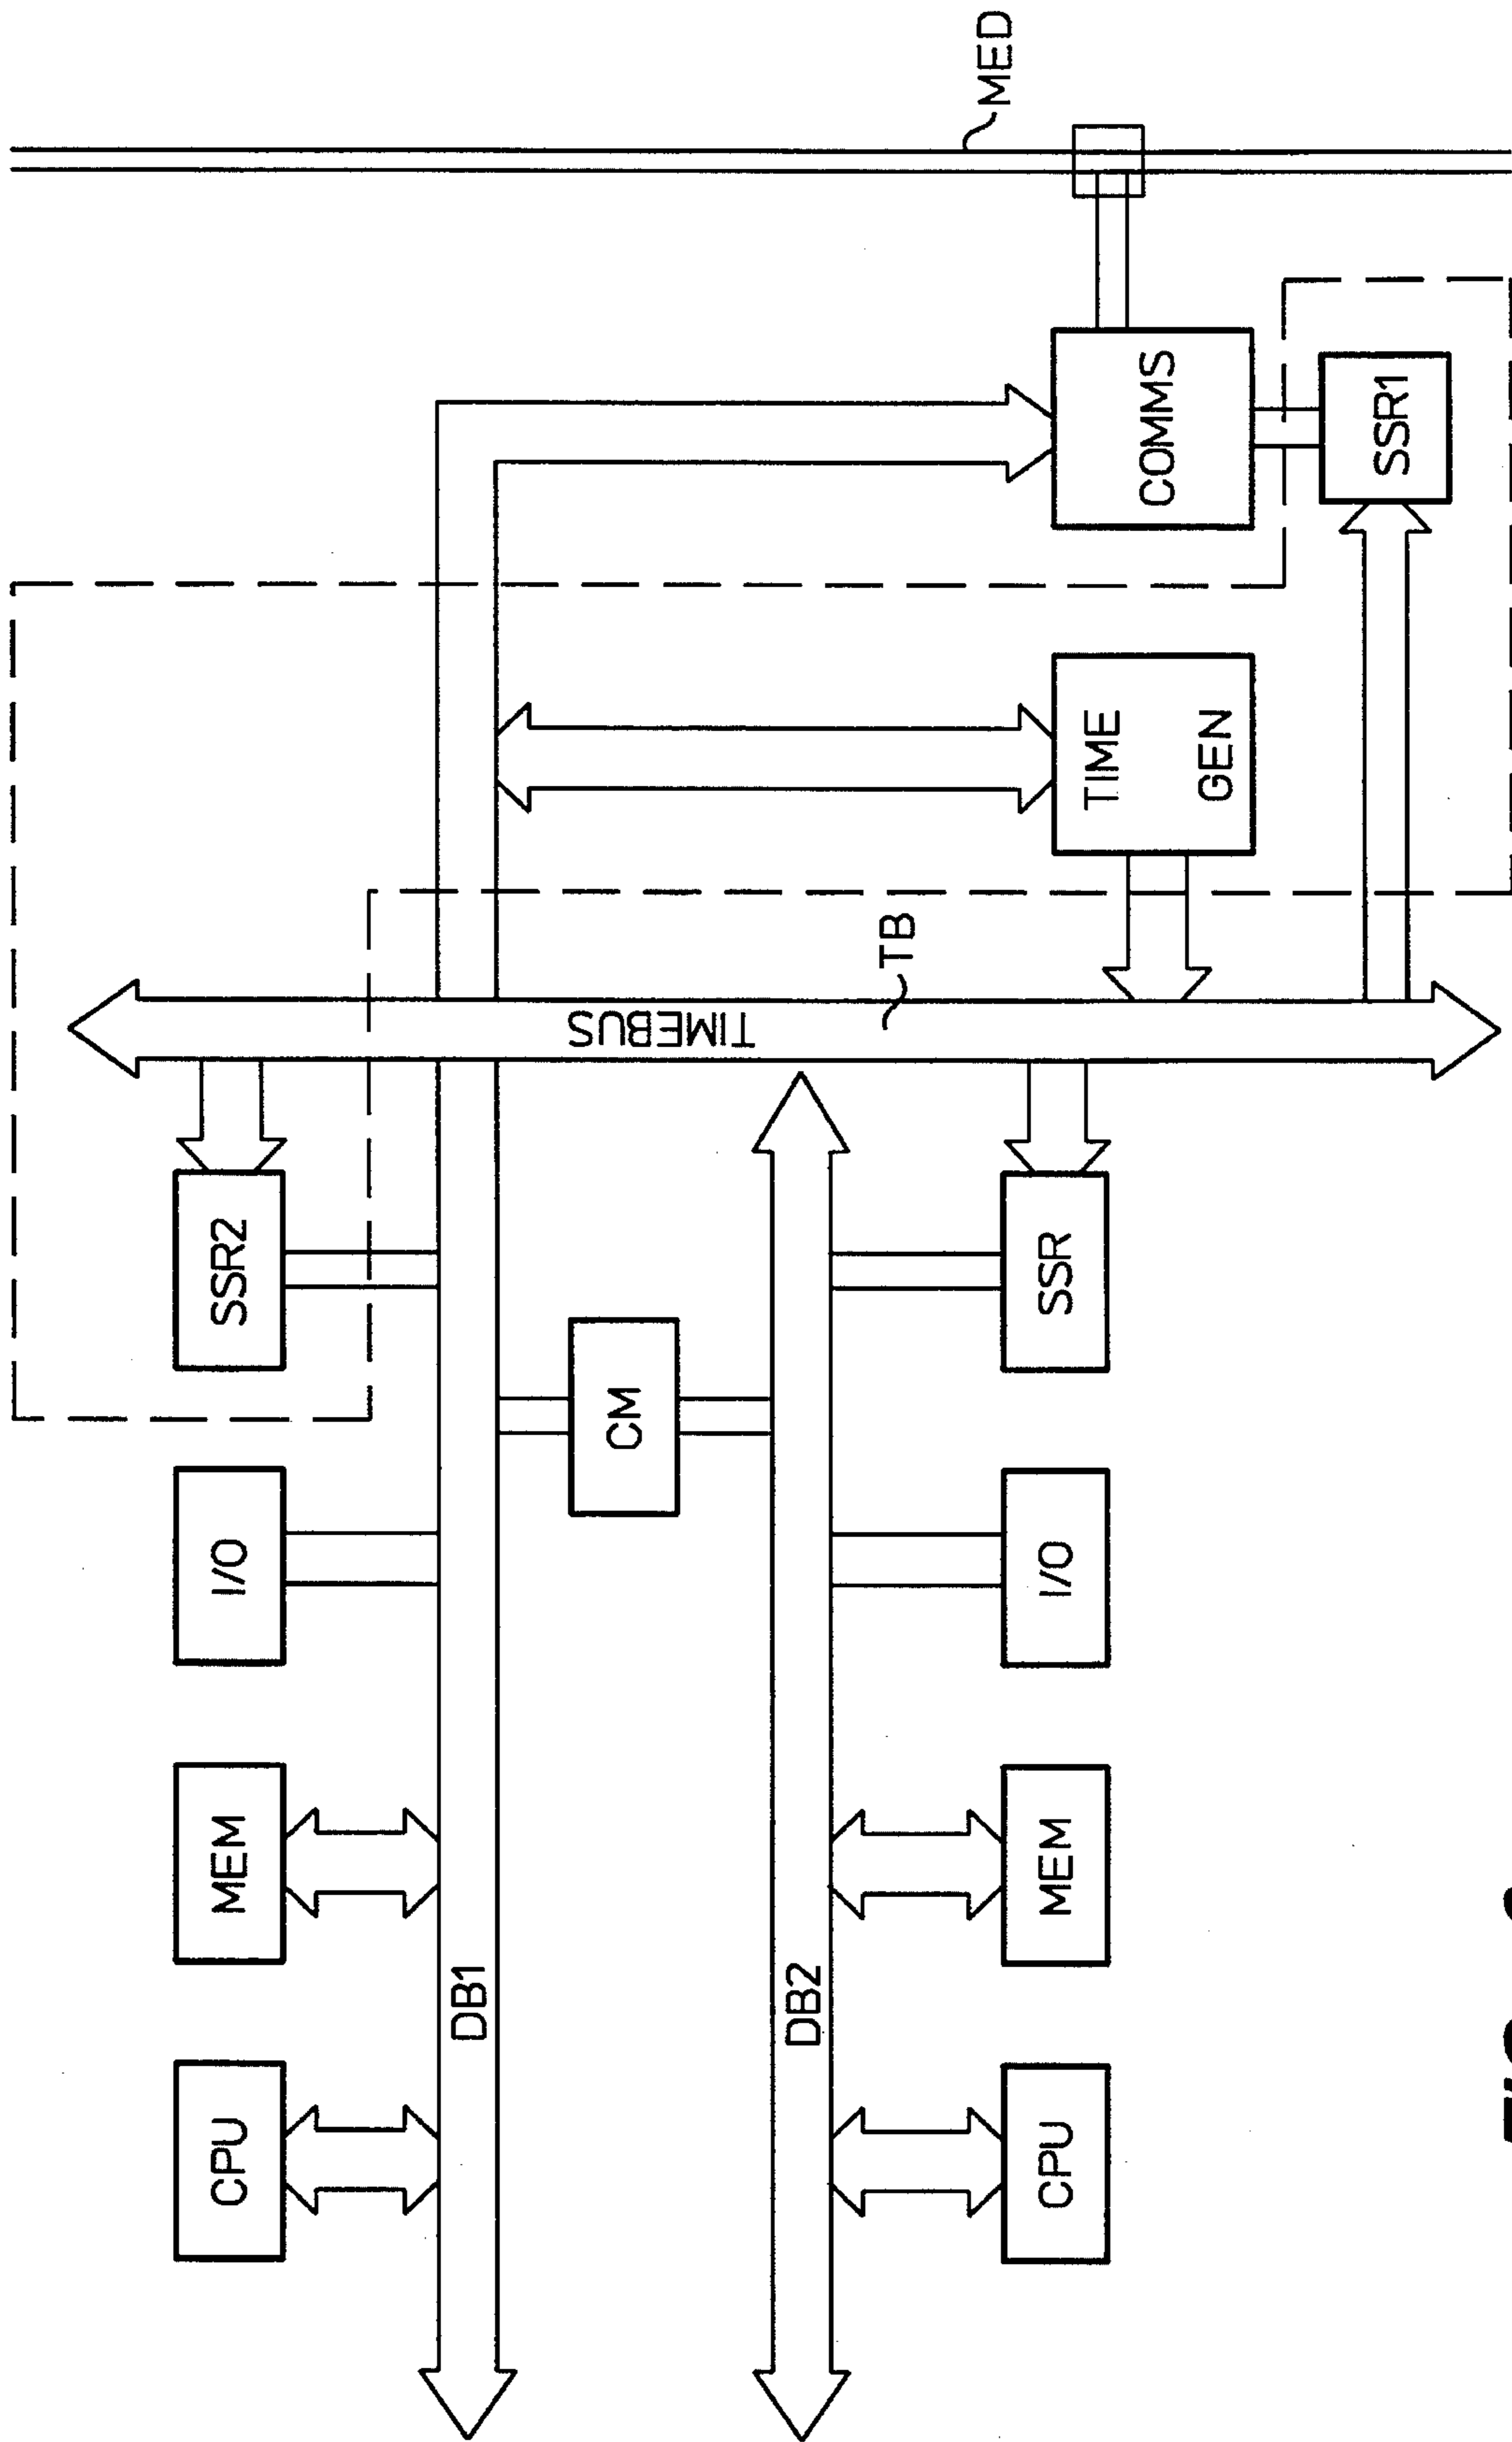 CPU
MEM
I/O
SSR2
DB1
TIMEBUS
TB
CM
DB2
CPU
MEM
I/O
SSR
TIME
GEN
COMMS
SSR1
MED